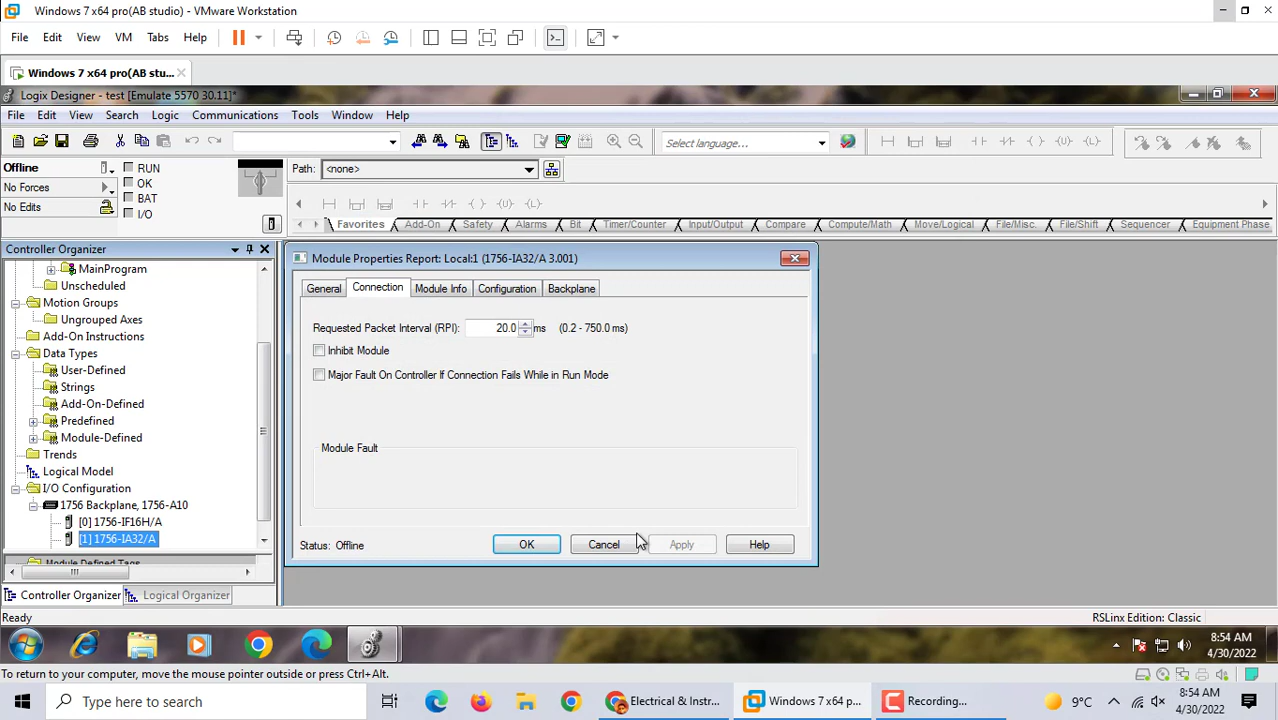 Windows 7 x64 pro(AB studio) - VMware Workstation
File Edit View VM Tabs Help
Windows 7 x64 pro(AB stu...
Logix Designer - test [Emulate 5570 30.11]*
File Edit View Search Logic Communications Tools Window Help
Select language...
Offline RUN Path: <none>
No Forces OK
No Edits BAT
I/O
Favorites Add-On Safety Alarms Bit Timer/Counter Input/Output Compare Compute/Math Move/Logical File/Misc. File/Shift Sequencer Equipment Phase
Controller Organizer
MainProgram
Unscheduled
Motion Groups
Ungrouped Axes
Add-On Instructions
Data Types
User-Defined
Strings
Add-On-Defined
Predefined
Module-Defined
Trends
Logical Model
I/O Configuration
1756 Backplane, 1756-A10
[0] 1756-IF16H/A
[1] 1756-IA32/A
Module Defined Tags
Controller Organizer Logical Organizer
Module Properties Report: Local:1 (1756-IA32/A 3.001)
General Connection Module Info Configuration Backplane
Requested Packet Interval (RPI): 20.0 ms (0.2 - 750.0 ms)
Inhibit Module
Major Fault On Controller If Connection Fails While in Run Mode
Module Fault
Status: Offline OK Cancel Apply Help
Ready RSLinx Edition: Classic
8:54 AM
4/30/2022
To return to your computer, move the mouse pointer outside or press Ctrl+Alt.
Type here to search Electrical & Instr... Windows 7 x64 p... Recording... 9°C 8:54 AM
4/30/2022